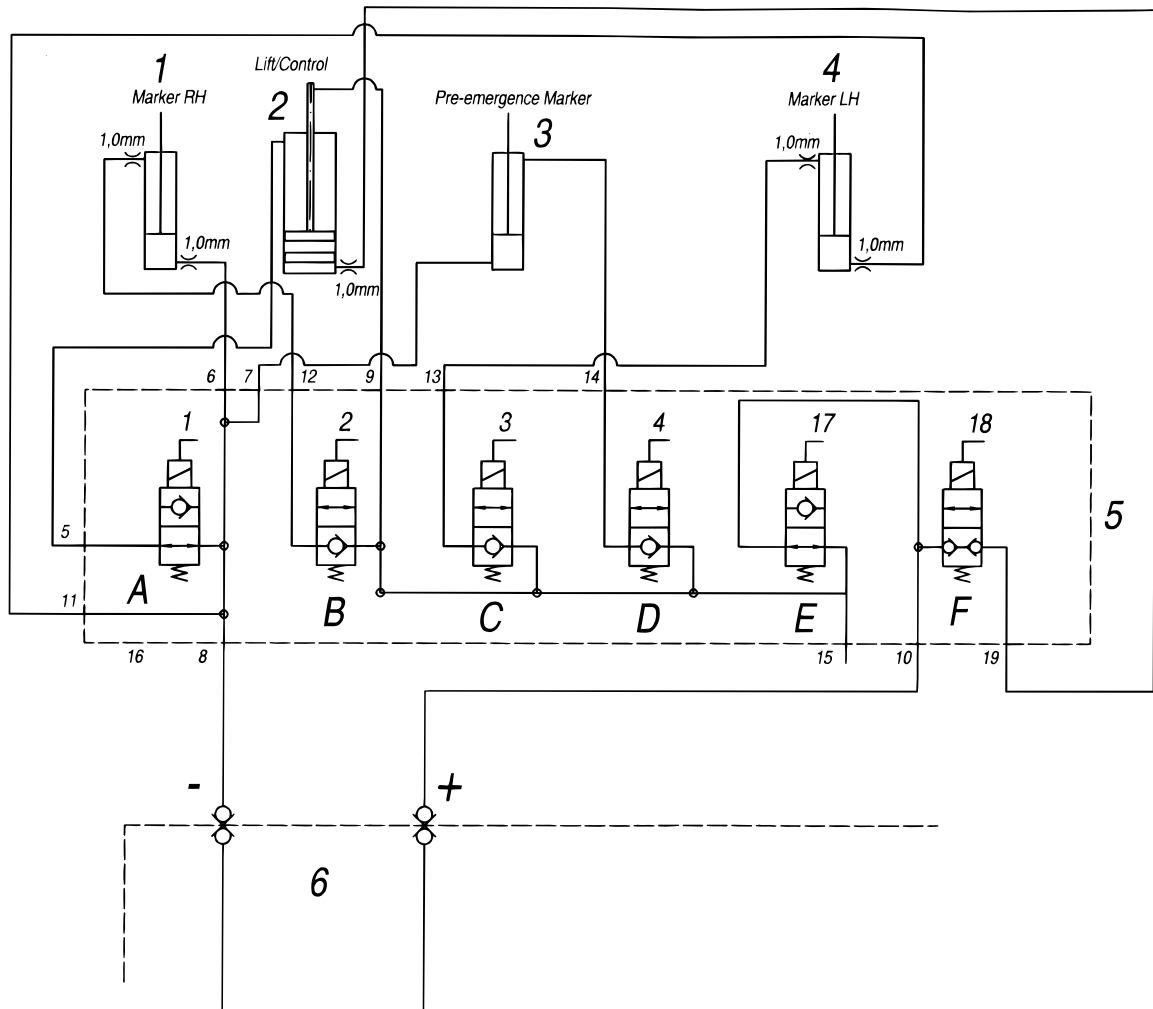 1
Marker RH
1,0mm
1,0mm
Lift/Control
2
1,0mm
Pre-emergence Marker
3
4
Marker LH
1,0mm
1,0mm
6 7 12 9 13 14
1 2 3 4 17 18
5
5
A B C D E F
11
16 8 15 10 19
- +
6